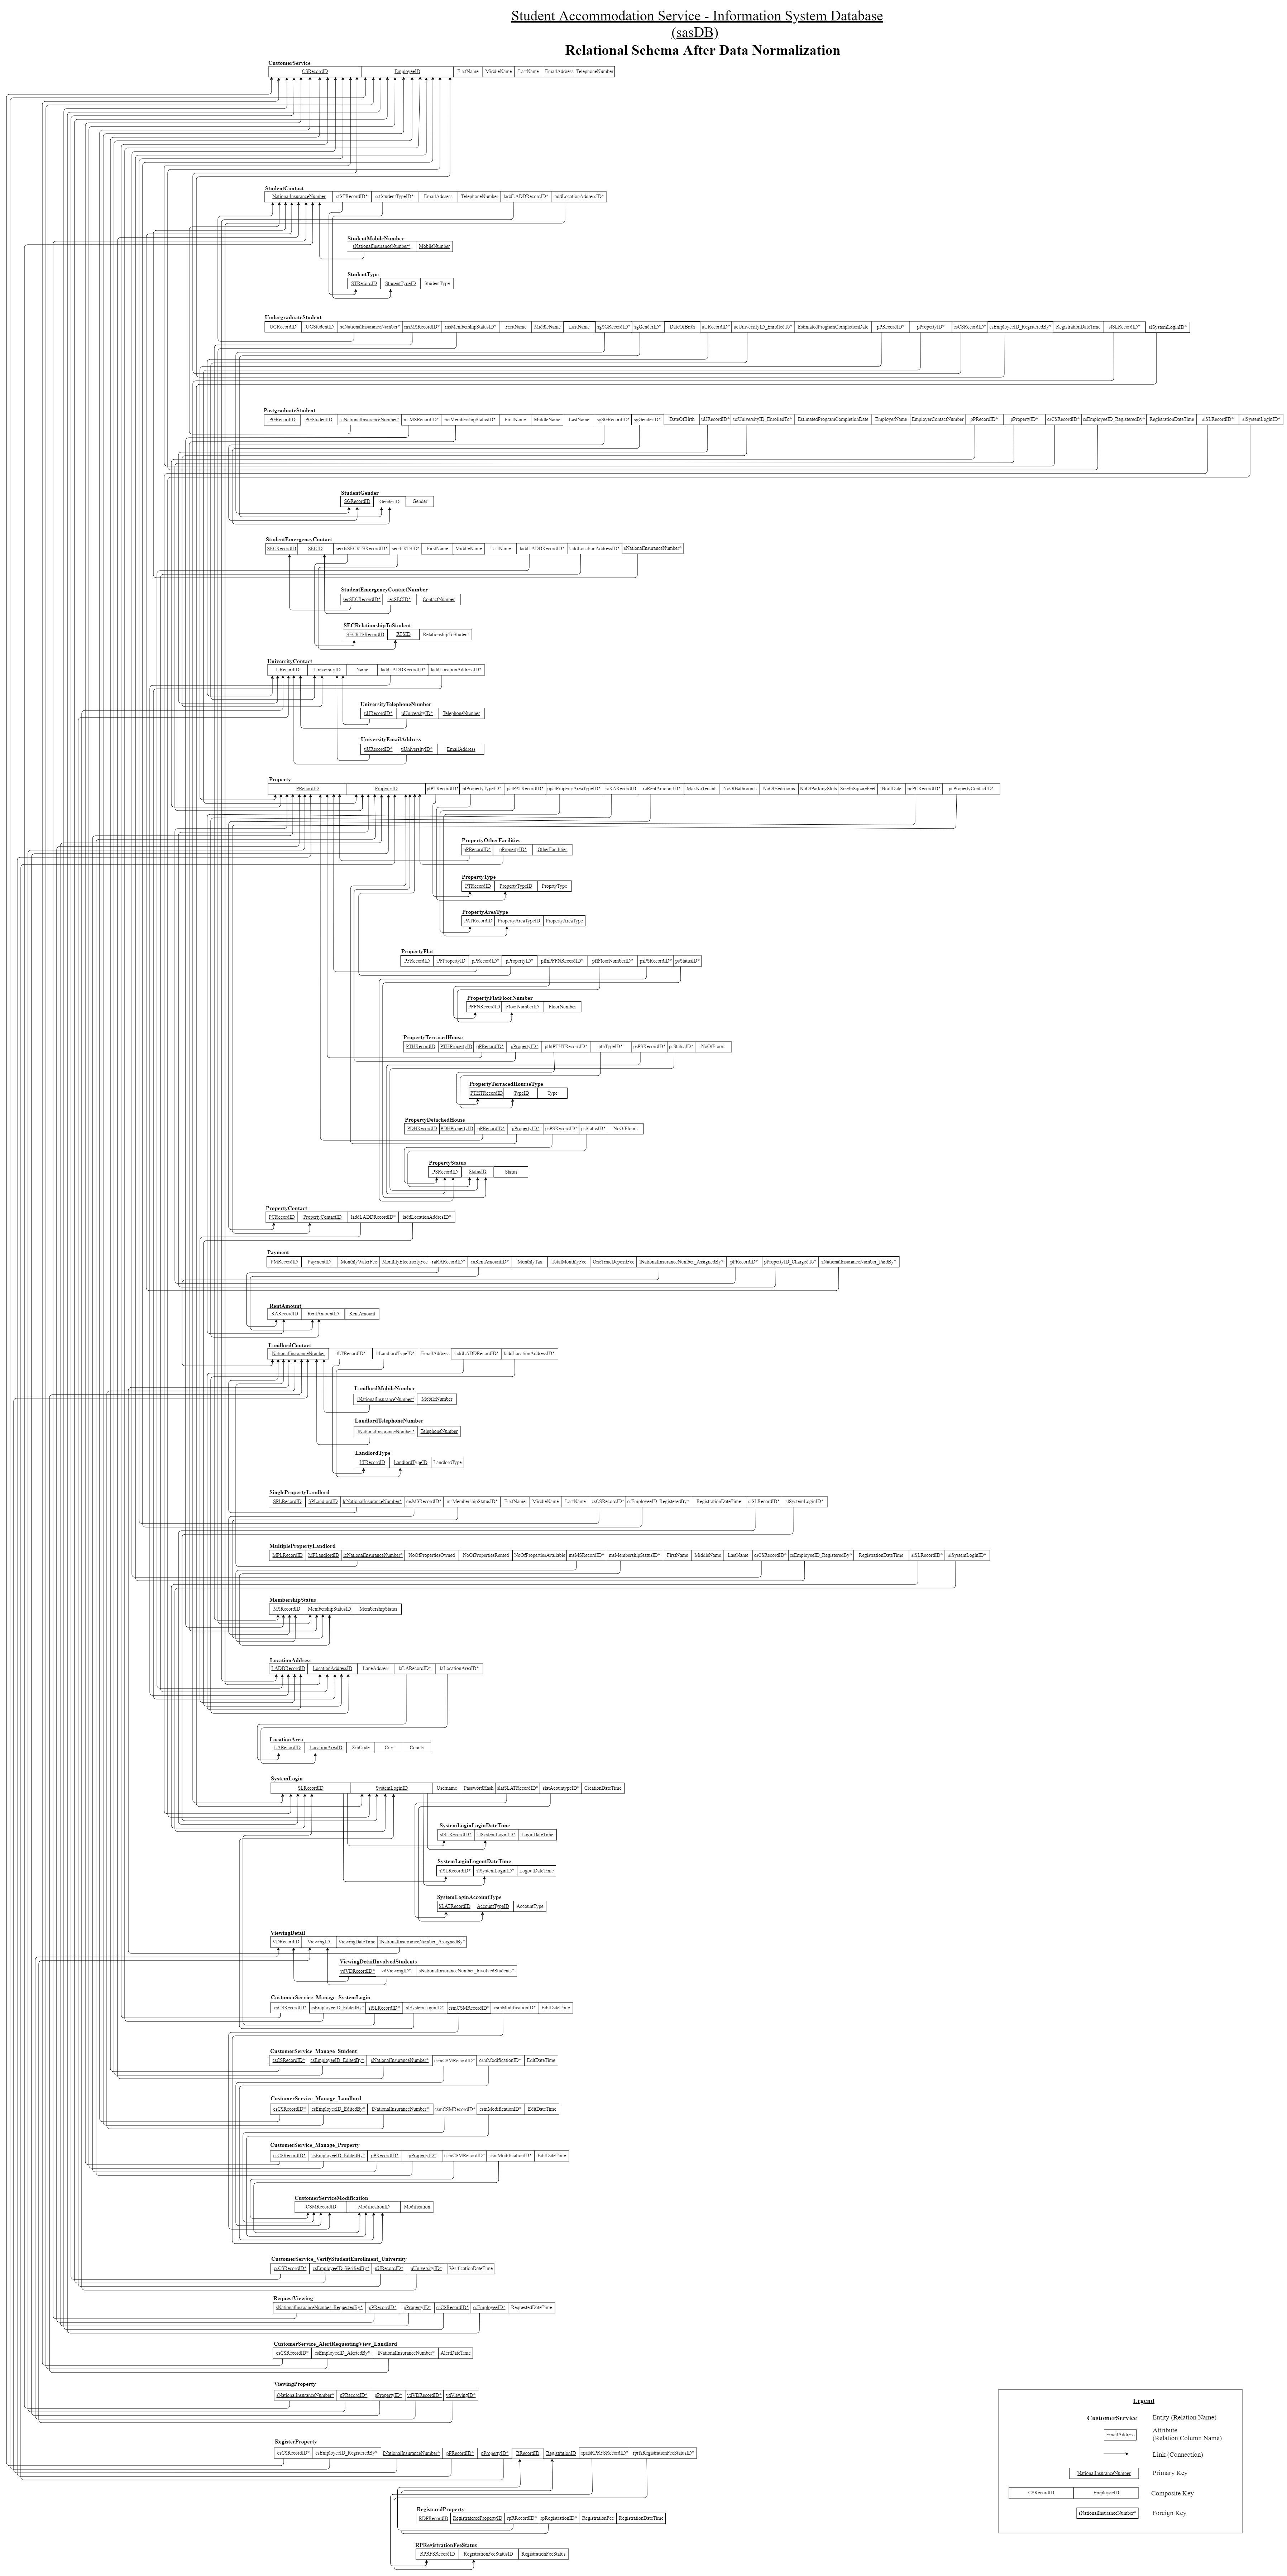 Student Accommodation Service - Information System Database
(sasDB)
Relational Schema After Data Normalization
CustomerService
CSRecordID EmployeeID FirstName MiddleName LastName EmailAddress TelephoneNumber
StudentContact
NationalInsuranceNumber stSTRecordID* sstStudentTypeID* EmailAddress TelephoneNumber laddLADDRecordID* laddLocationAddressID*
StudentMobileNumber
sNationalInsuranceNumber* MobileNumber
StudentType
STRecordID StudentTypeID StudentType
UndergraduateStudent
UGRecordID UGStudentID scNationalInsuranceNumber* msMSRecordID* msMembershipStatusID* FirstName MiddleName LastName sgSGRecordID* sgGenderID* DateOfBirth uURecordID* ucUniversityID_EnrolledTo* EstimatedProgramCompletionDate pPRecordID* pPropertyID* csCSRecordID* csEmployeeID_RegisteredBy* RegistrationDateTime slSLRecordID* slSystemLoginID*
PostgraduateStudent
PGRecordID PGStudentID scNationalInsuranceNumber* msMSRecordID* msMembershipStatusID* FirstName MiddleName LastName sgSGRecordID* sgGenderID* DateOfBirth uURecordID* ucUniversityID_EnrolledTo* EstimatedProgramCompletionDate EmployerName EmployerContactNumber pPRecordID* pPropertyID* csCSRecordID* csEmployeeID_RegisteredBy* RegistrationDateTime slSLRecordID* slSystemLoginID*
StudentGender
SGRecordID GenderID Gender
StudentEmergencyContact
SECRecordID SECID secrtsSECRTSRecordID* secrtsRTSID* FirstName MiddleName LastName laddLADDRecordID* laddLocationAddressID* sNationalInsuranceNumber*
StudentEmergencyContactNumber
secSECRecordID* secSECID* ContactNumber
SECRelationshipToStudent
SECRTSRecordID RTSID RelationshipToStudent
UniversityContact
URecordID UniversityID Name laddLADDRecordID* laddLocationAddressID*
UniversityTelephoneNumber
uURecordID* uUniversityID* TelephoneNumber
UniversityEmailAddress
uURecordID* uUniversityID* EmailAddress
Property
PRecordID PropertyID ptPTRecordID* ptPropertyTypeID* patPATRecordID* ppatPropertyAreaTypeID* raRARecordID raRentAmountID* MaxNoTenants NoOfBathrooms NoOfBedrooms NoOfParkingSlots SizeInSquareFeet BuiltDate pcPCRecordID* pcPropertyContactID*
PropertyOtherFacilities
pPRecordID* pPropertyID* OtherFacilities
PropertyType
PTRecordID PropertyTypeID PropertyType
PropertyAreaType
PATRecordID PropertyAreaTypeID PropertyAreaType
PropertyFlat
PFRecordID PFPropertyID pPRecordID* pPropertyID* pffnPFFNRecordID* pffFloorNumberID* psPSRecordID* psStatusID*
PropertyFlatFloorNumber
PFFNRecordID FloorNumberID FloorNumber
PropertyTerracedHouse
PTHRecordID PTHPropertyID pPRecordID* pPropertyID* pthtPTHTRecordID* pthTypeID* psPSRecordID* psStatusID* NoOfFloors
PropertyTerracedHourseType
PTHTRecordID TypeID Type
PropertyDetachedHouse
PDHRecordID PDHPropertyID pPRecordID* pPropertyID* psPSRecordID* psStatusID* NoOfFloors
PropertyStatus
PSRecordID StatusID Status
PropertyContact
PCRecordID PropertyContactID laddLADDRecordID* laddLocationAddressID*
Payment
PMRecordID PaymentID MonthlyWaterFee MonthlyElectricityFee raRARecordID* raRentAmountID* MonthlyTax TotalMonthlyFee OneTimeDepositFee lNationalInsuranceNumber_AssignedBy* pPRecordID* pPropertyID_ChargedTo* sNationalInsuranceNumber_PaidBy*
RentAmount
RARecordID RentAmountID RentAmount
LandlordContact
NationalInsuranceNumber ltLTRecordID* ltLandlordTypeID* EmailAddress laddLADDRecordID* laddLocationAddressID*
LandlordMobileNumber
lNationalInsuranceNumber* MobileNumber
LandlordTelephoneNumber
lNationalInsuranceNumber* TelephoneNumber
LandlordType
LTRecordID LandlordTypeID LandlordType
SinglePropertyLandlord
SPLRecordID SPLandlordID lcNationalInsuranceNumber* msMSRecordID* msMembershipStatusID* FirstName MiddleName LastName csCSRecordID* csEmployeeID_RegisteredBy* RegistrationDateTime slSLRecordID* slSystemLoginID*
MultiplePropertyLandlord
MPLRecordID MPLandlordID lcNationalInsuranceNumber* NoOfPropertiesOwned NoOfPropertiesRented NoOfPropertiesAvailable msMSRecordID* msMembershipStatusID* FirstName MiddleName LastName csCSRecordID* csEmployeeID_RegisteredBy* RegistrationDateTime slSLRecordID* slSystemLoginID*
MembershipStatus
MSRecordID MembershipStatusID MembershipStatus
LocationAddress
LADDRecordID LocationAddressID LaneAddress laLARecordID* laLocationAreaID*
LocationArea
LARecordID LocationAreaID ZipCode City County
SystemLogin
SLRecordID SystemLoginID Username PasswordHash slatSLATRecordID* slatAcountypeID* CreationDateTime
SystemLoginLoginDateTime
slSLRecordID* slSystemLoginID* LoginDateTime
SystemLoginLogoutDateTime
slSLRecordID* slSystemLoginID* LogoutDateTime
SystemLoginAccountType
SLATRecordID AccountTypeID AccountType
ViewingDetail
VDRecordID ViewingID ViewingDateTime lNationalInsuranceNumber_AssignedBy*
ViewingDetailInvolvedStudents
vdVDRecordID* vdViewingID* sNationalInsuranceNumber_InvolvedStudents*
CustomerService_Manage_SystemLogin
csCSRecordID* csEmployeeID_EditedBy* slSLRecordID* slSystemLoginID* csmCSMRecordID* csmModificationID* EditDateTime
CustomerService_Manage_Student
csCSRecordID* csEmployeeID_EditedBy* sNationalInsuranceNumber* csmCSMRecordID* csmModificationID* EditDateTime
CustomerService_Manage_Landlord
csCSRecordID* csEmployeeID_EditedBy* lNationalInsuranceNumber* csmCSMRecordID* csmModificationID* EditDateTime
CustomerService_Manage_Property
csCSRecordID* csEmployeeID_EditedBy* pPRecordID* pPropertyID* csmCSMRecordID* csmModificationID* EditDateTime
CustomerServiceModification
CSMRecordID ModificationID Modification
CustomerService_VerifyStudentEnrollment_University
csCSRecordID* csEmployeeID_VerifiedBy* uURecordID* uUniversityID* VerificationDateTime
RequestViewing
sNationalInsuranceNumber_RequestedBy* pPRecordID* pPropertyID* csCSRecordID* csEmployeeID* RequestedDateTime
CustomerService_AlertRequestingView_Landlord
csCSRecordID* csEmployeeID_AlertedBy* lNationalInsuranceNumber* AlertDateTime
ViewingProperty
sNationalInsuranceNumber* pPRecordID* pPropertyID* vdVDRecordID* vdViewingID*
RegisterProperty
csCSRecordID* csEmployeeID_RegisteredBy* lNationalInsuranceNumber* pPRecordID* pPropertyID* RRecordID RegistrationID rprfsRPRFSRecordID* rprfsRegistrationFeeStatusID*
RegisteredProperty
RDPRecordID RegistreredPropertyID rpRRecordID* rpRegistrationID* RegistrationFee RegistrationDateTime
RPRegistrationFeeStatus
RPRFSRecordID RegistrationFeeStatusID RegistrationFeeStatus
Legend
CustomerService Entity (Relation Name)
EmailAddress Attribute
(Relation Column Name)
Link (Connection)
NationalInsuranceNumber Primary Key
CSRecordID EmployeeID Composite Key
sNationalInsuranceNumber* Foreign Key